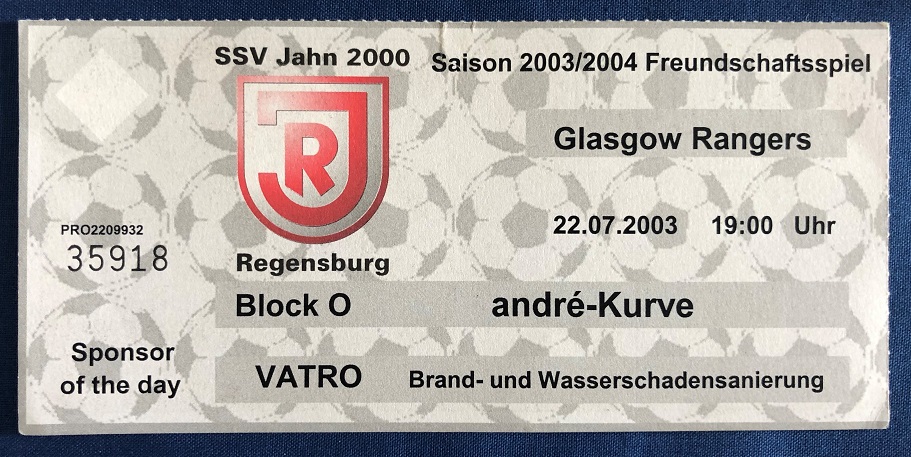 SSV Jahn 2000
Saison 2003/2004 Freundschaftsspiel
R
Glasgow Rangers
22.07.2003 19:00 Uhr
PRO2209932
35918
Regensburg
Block O andré-Kurve
Sponsor
of the day
VATRO Brand- und Wasserschadensanierung